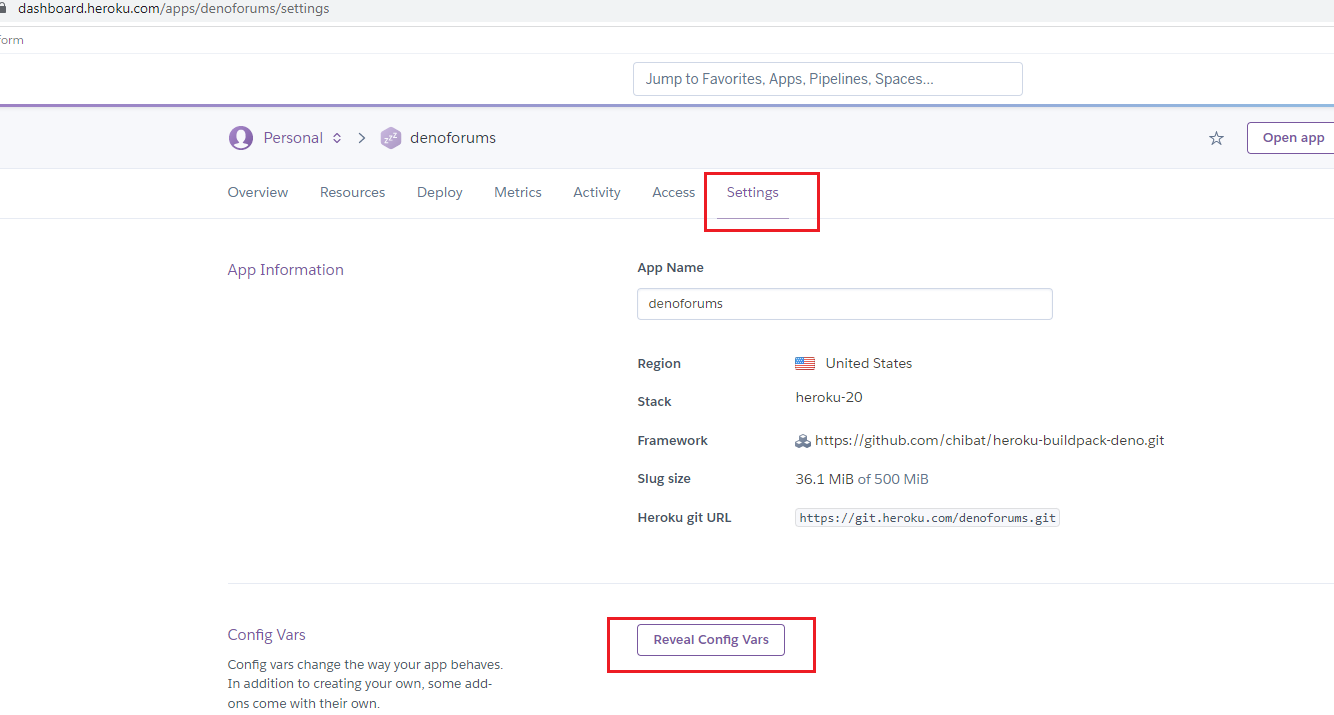 dashboard.heroku.com/apps/denoforums/settings
form
Jump to Favorites, Apps, Pipelines, Spaces...
Personal denoforums Open app
Overview Resources Deploy Metrics Activity Access Settings
App Information
App Name
denoforums
Region United States
Stack heroku-20
Framework https://github.com/chibat/heroku-buildpack-deno.git
Slug size 36.1 MiB of 500 MiB
Heroku git URL https://git.heroku.com/denoforums.git
Config Vars
Reveal Config Vars
Config vars change the way your app behaves.
In addition to creating your own, some add-
ons come with their own.